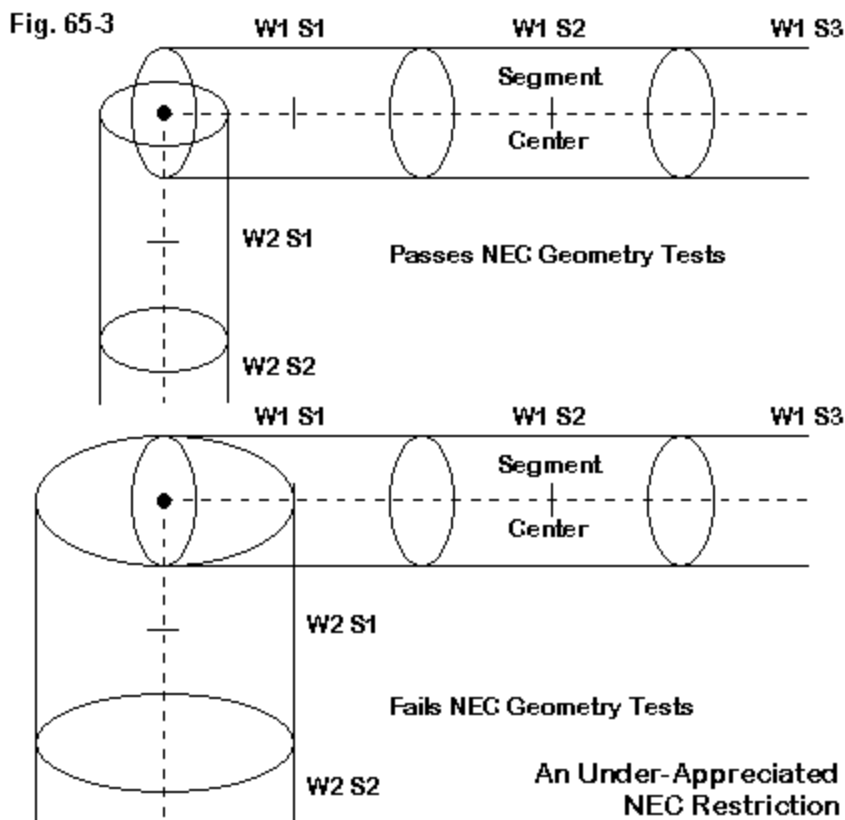 Fig. 65-3
W1 S1 W1 S2 W1 S3
Segment
Center
W2 S1
Passes NEC Geometry Tests
W2 S2
W1 S1 W1 S2 W1 S3
Segment
Center
W2 S1
Fails NEC Geometry Tests
W2 S2
An Under-Appreciated
NEC Restriction